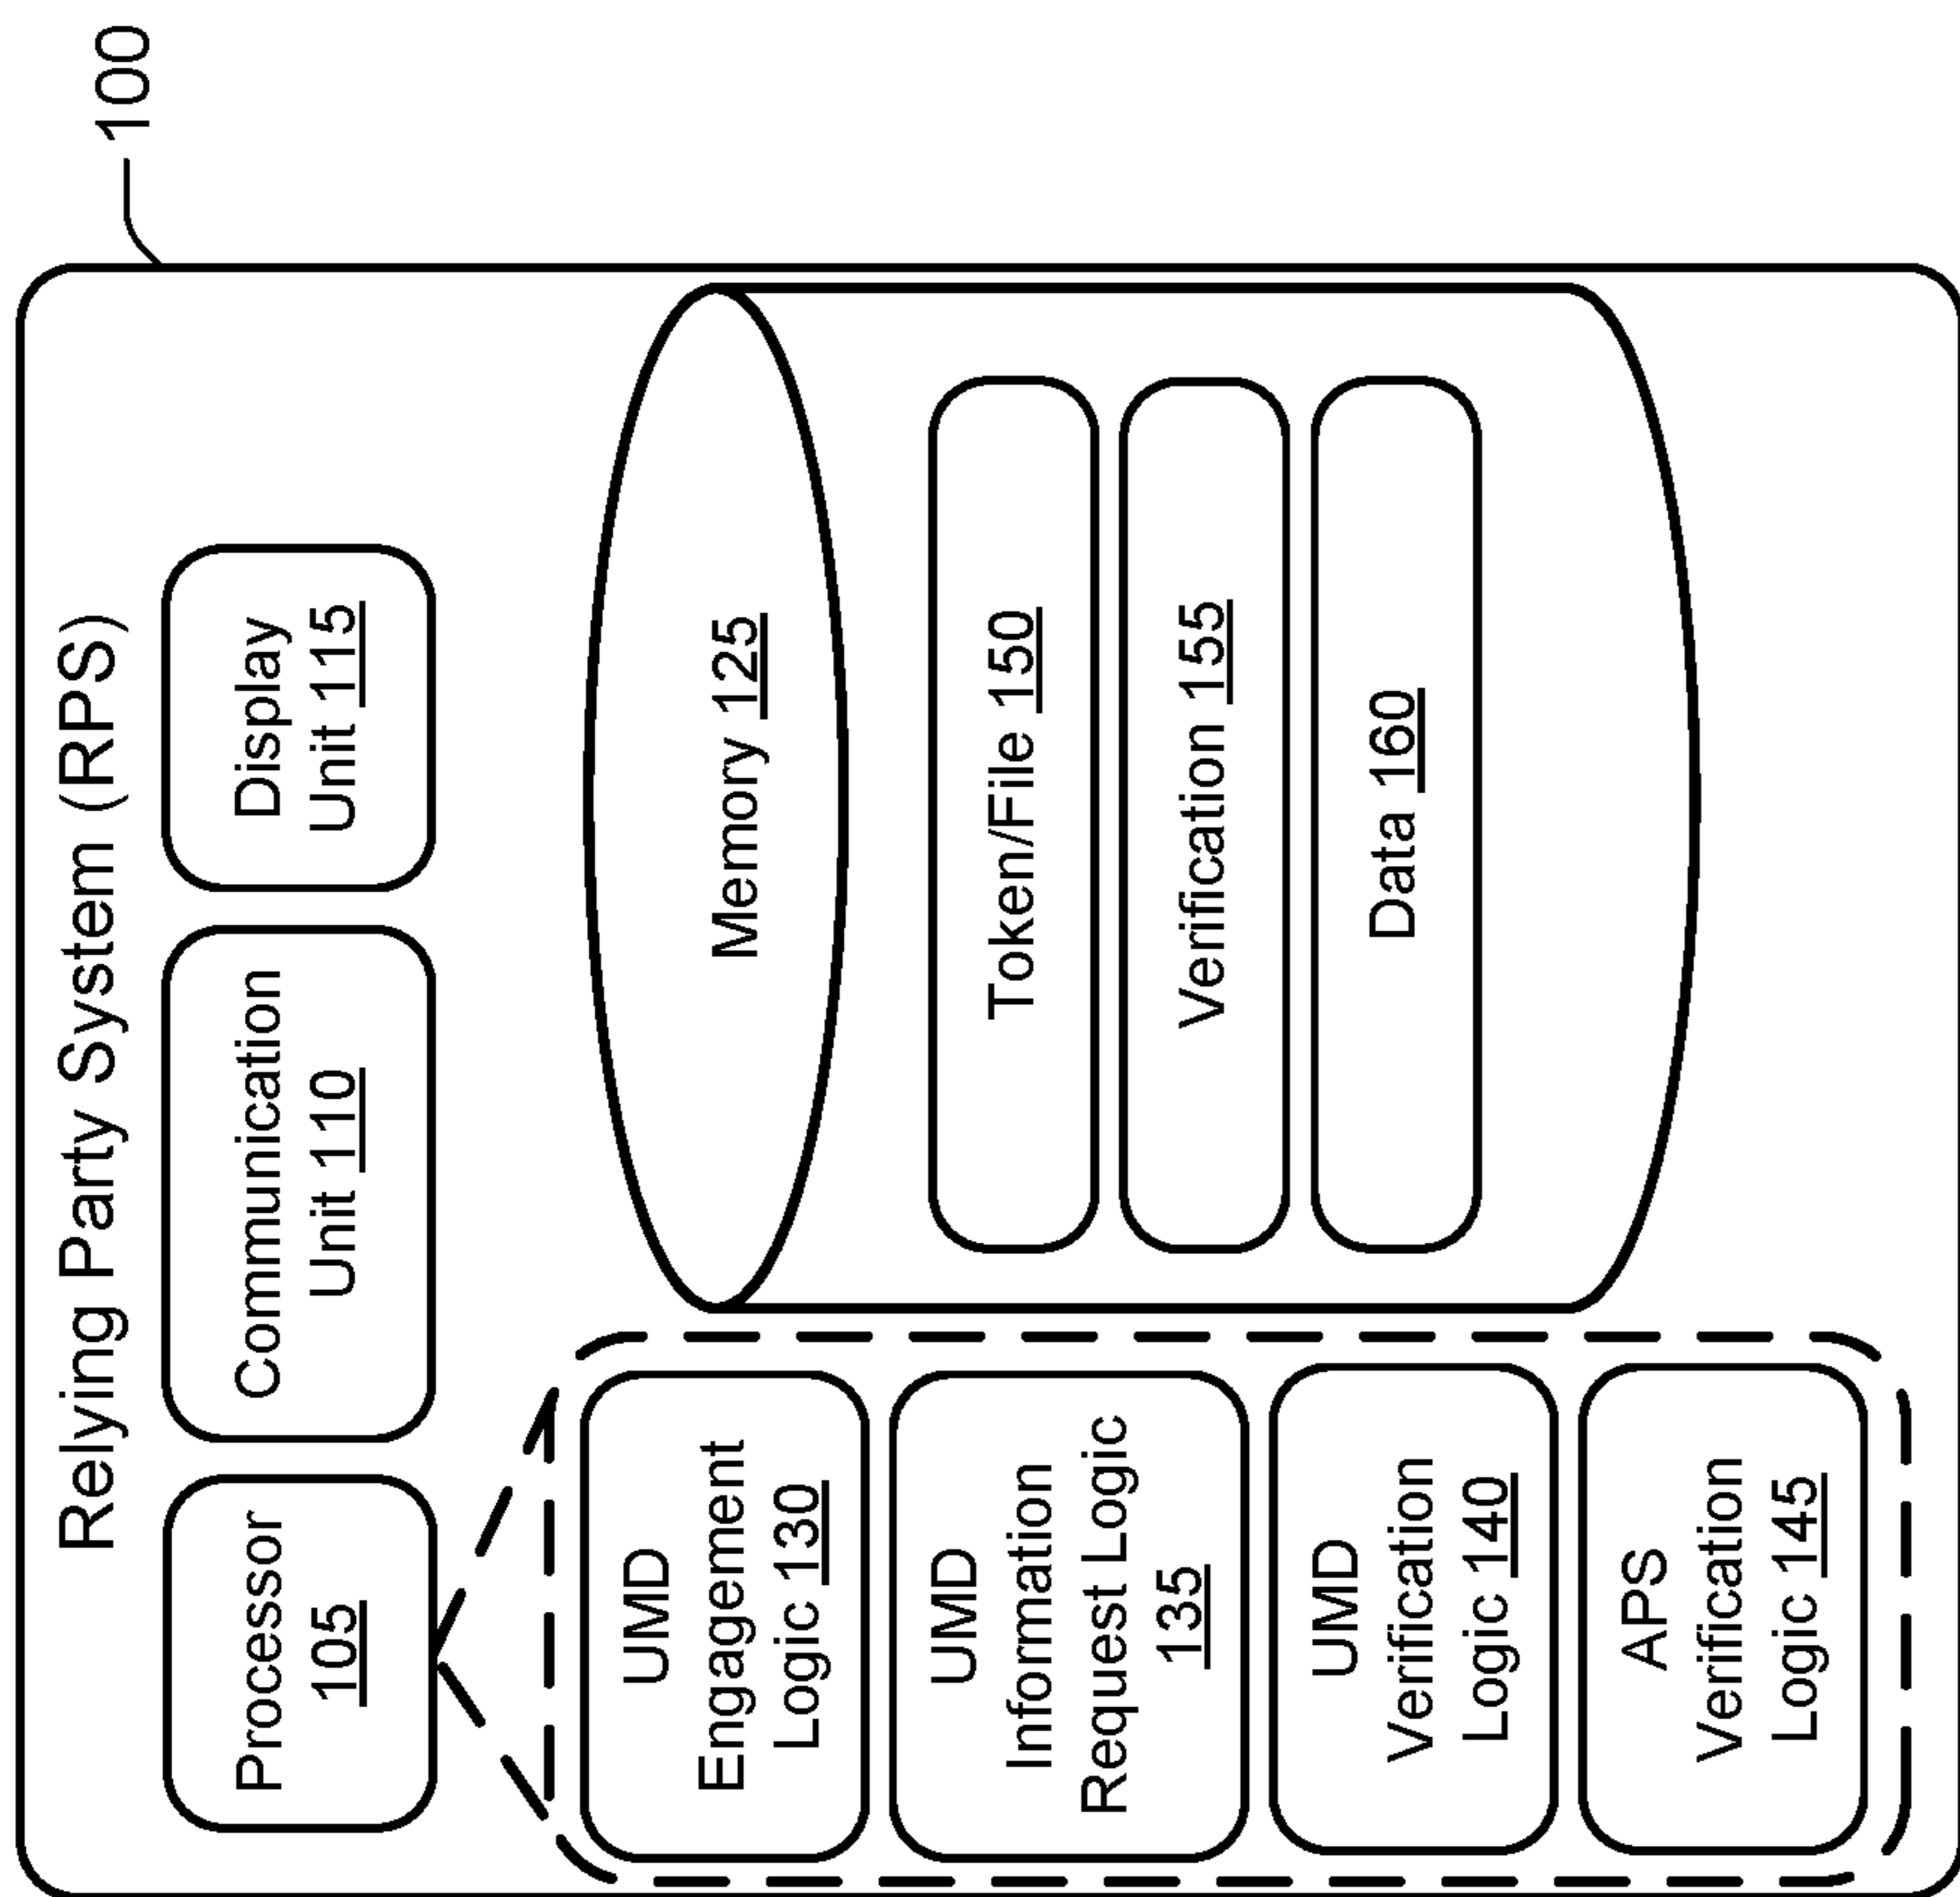 100
Relying Party System (RPS)
Processor
105
Communication
Unit 110
Display
Unit 115
UMD
Engagement
Logic 130
UMD
Information
Request Logic
135
UMD
Verification
Logic 140
APS
Verification
Logic 145
Memory 125
Token/File 150
Verification 155
Data 160